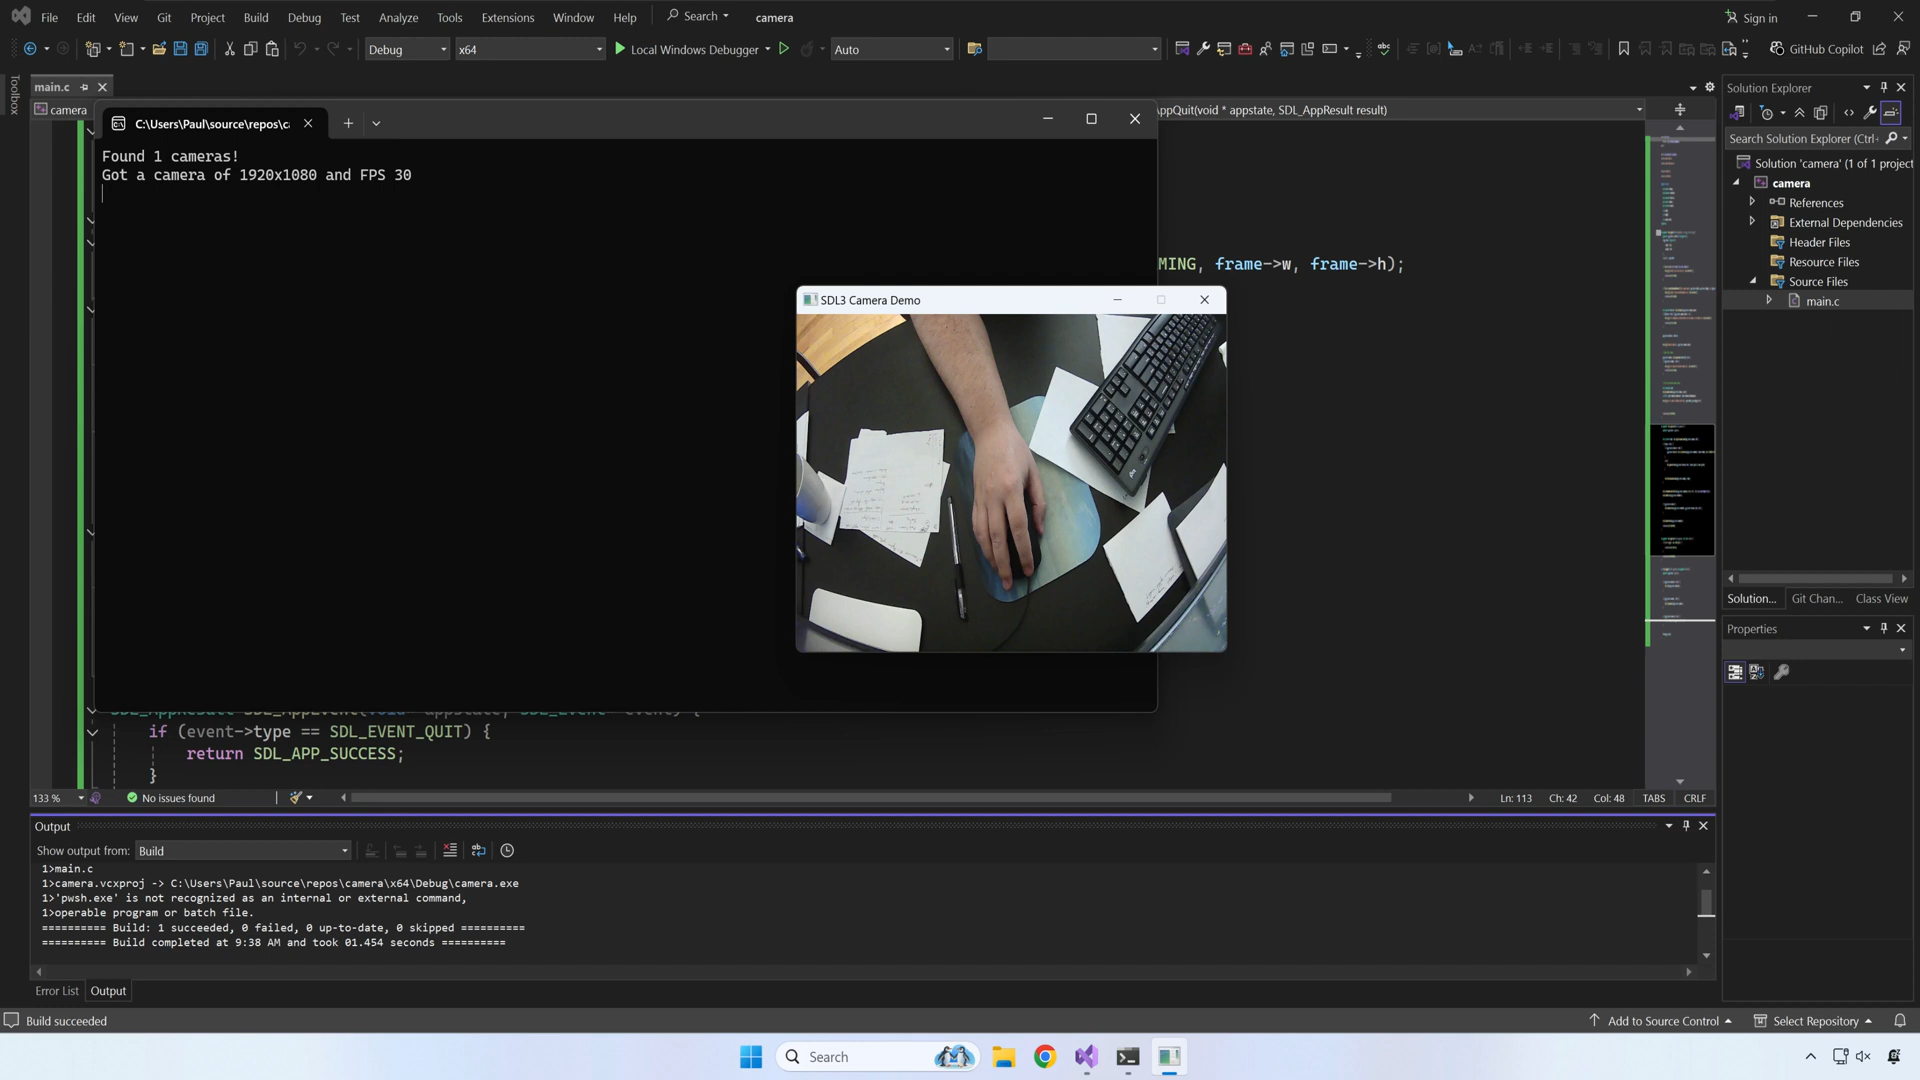 File Edit View Git Project Build Debug Test Analyze Tools Extensions Window Help Search camera Sign in
Debug x64 Local Windows Debugger Auto GitHub Copilot
Toolbox
main.c
camera
ppQuit(void * appstate, SDL_AppResult result)
C:\Users\Paul\source\repos\c
Found 1 cameras!
Got a camera of 1920x1080 and FPS 30
MING, frame->w, frame->h);
SDL3 Camera Demo
if (event->type == SDL_EVENT_QUIT) {
return SDL_APP_SUCCESS;
}
133 % No issues found Ln: 113 Ch: 42 Col: 48 TABS CRLF
Output
Show output from: Build
1>main.c
1>camera.vcxproj -> C:\Users\Paul\source\repos\camera\x64\Debug\camera.exe
1>'pwsh.exe' is not recognized as an internal or external command,
1>operable program or batch file.
========== Build: 1 succeeded, 0 failed, 0 up-to-date, 0 skipped ==========
========== Build completed at 9:38 AM and took 01.454 seconds ==========
Error List Output
Solution Explorer
Search Solution Explorer (Ctrl+
Solution 'camera' (1 of 1 project
camera
References
External Dependencies
Header Files
Resource Files
Source Files
main.c
Solution... Git Chan... Class View
Properties
Build succeeded Add to Source Control Select Repository
Search